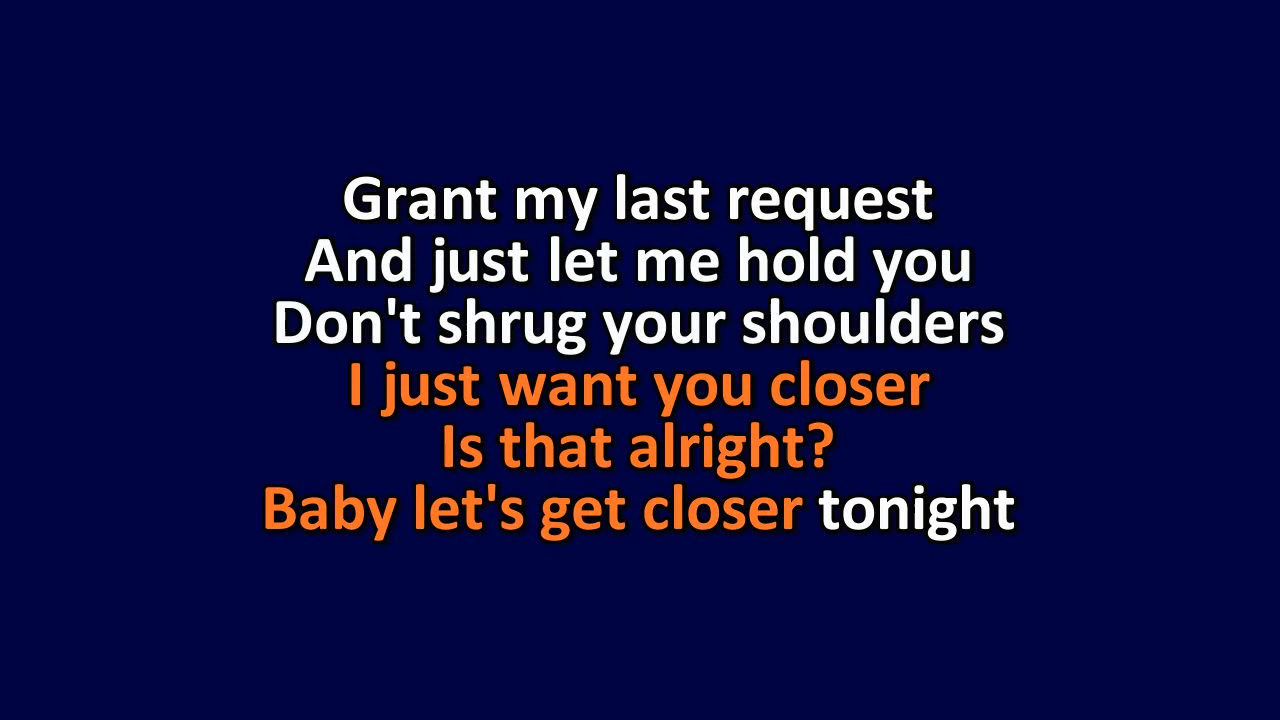 Grant my last request
And just let me hold you
Don't shrug your shoulders
I just want you closer
Is that alright?
Baby let's get closer tonight